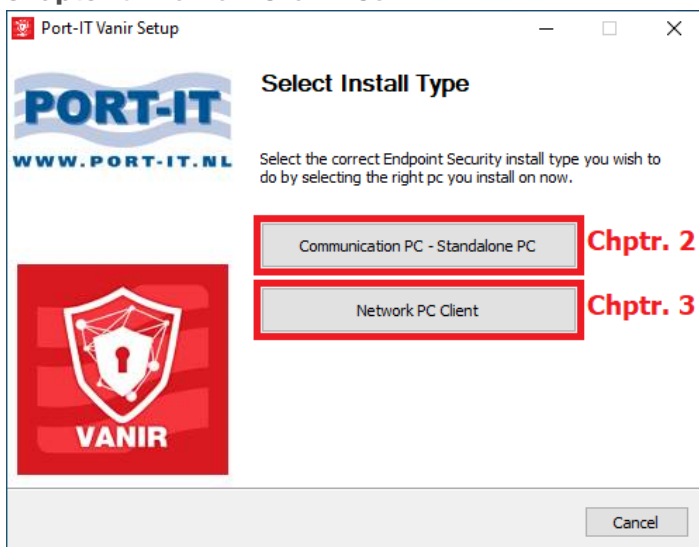 Port-IT Vanir Setup
PORT-IT
WWW.PORT-IT.NL
Select Install Type
Select the correct Endpoint Security install type you wish to
do by selecting the right pc you install on now.
Communication PC - Standalone PC
Chptr. 2
Network PC Client
Chptr. 3
VANIR
Cancel